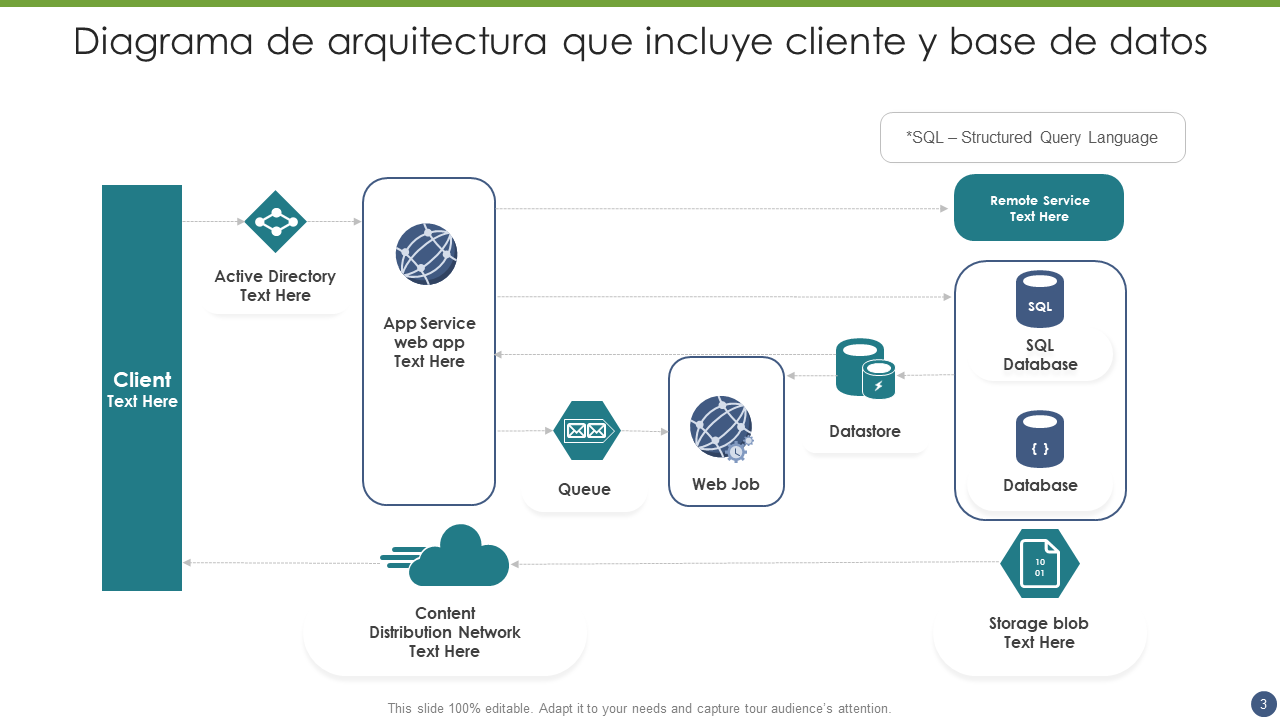 Diagrama de arquitectura que incluye cliente y base de datos
*SQL – Structured Query Language
Remote Service
Text Here
Active Directory
Text Here
App Service
web app
Text Here
Client
Text Here
SQL
SQL
Database
Datastore
{ }
Database
Queue
Web Job
10
01
Content
Distribution Network
Text Here
Storage blob
Text Here
This slide 100% editable. Adapt it to your needs and capture tour audience's attention.
3